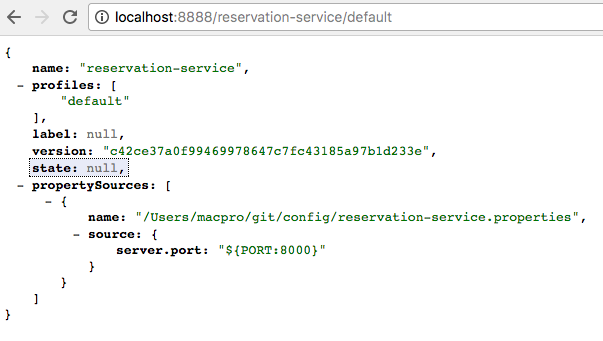 localhost:8888/reservation-service/default
{
name: "reservation-service",
- profiles: [
"default"
],
label: null,
version: "c42ce37a0f99469978647c7fc43185a97b1d233e",
state: null,
- propertySources: [
- {
name: "/Users/macpro/git/config/reservation-service.properties",
- source: {
server.port: "${PORT:8000}"
}
}
]
}